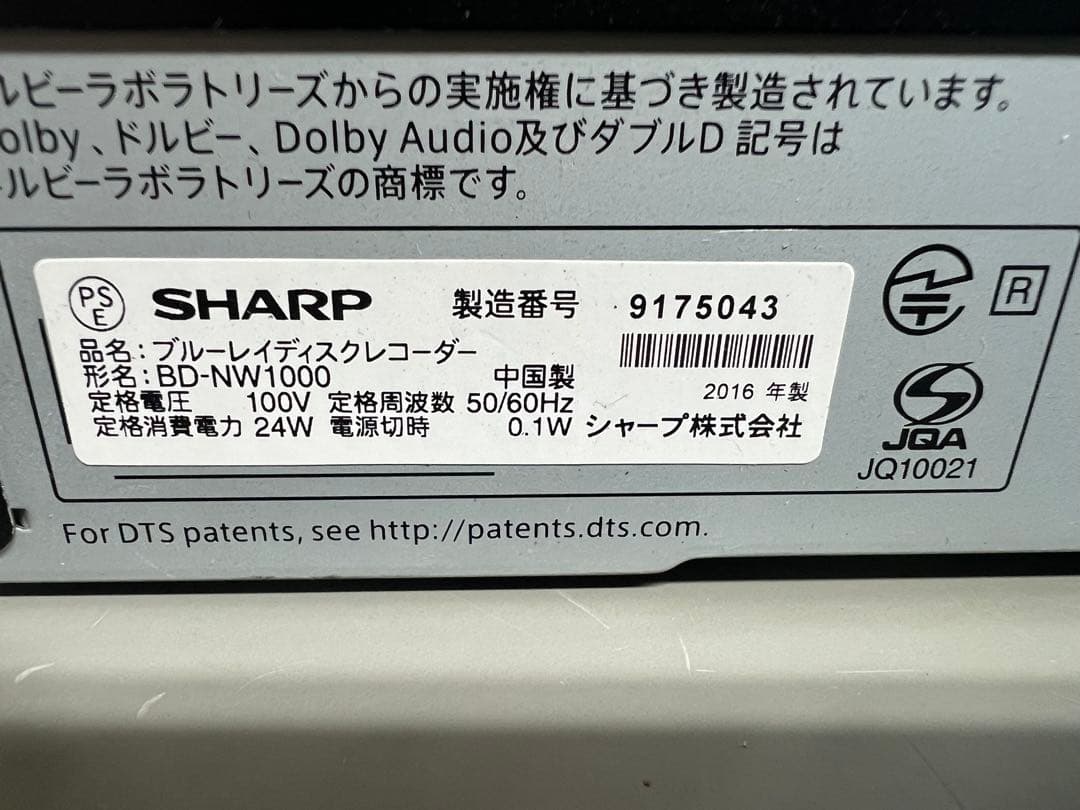 ルビーラボラトリーズからの実施権に基づき製造されています。
Dolby、ドルビー、Dolby Audio及びダブルD 記号は
ドルビーラボラトリーズの商標です。
PS E SHARP 製造番号 9175043
品名:ブルーレイディスクレコーダー
形名:BD-NW1000 中国製
2016 年製
定格電圧 100V 定格周波数 50/60Hz
定格消費電力 24W 電源切時 0.1W シャープ株式会社
R
JQA
JQ10021
For DTS patents, see http://patents.dts.com.